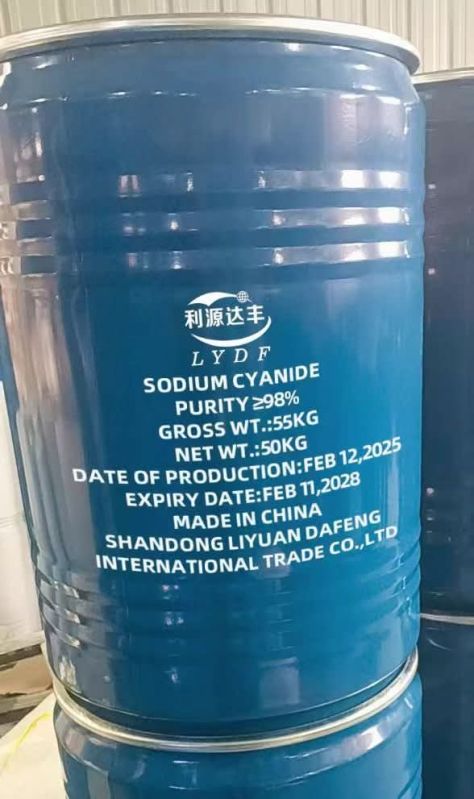 利源达丰
LYDF
SODIUM CYANIDE
PURITY ≥98%
GROSS WT.:55KG
NET WT.:50KG
DATE OF PRODUCTION:FEB 12,2025
EXPIRY DATE:FEB 11,2028
MADE IN CHINA
SHANDONG LIYUAN DAFENG
INTERNATIONAL TRADE CO.,LTD